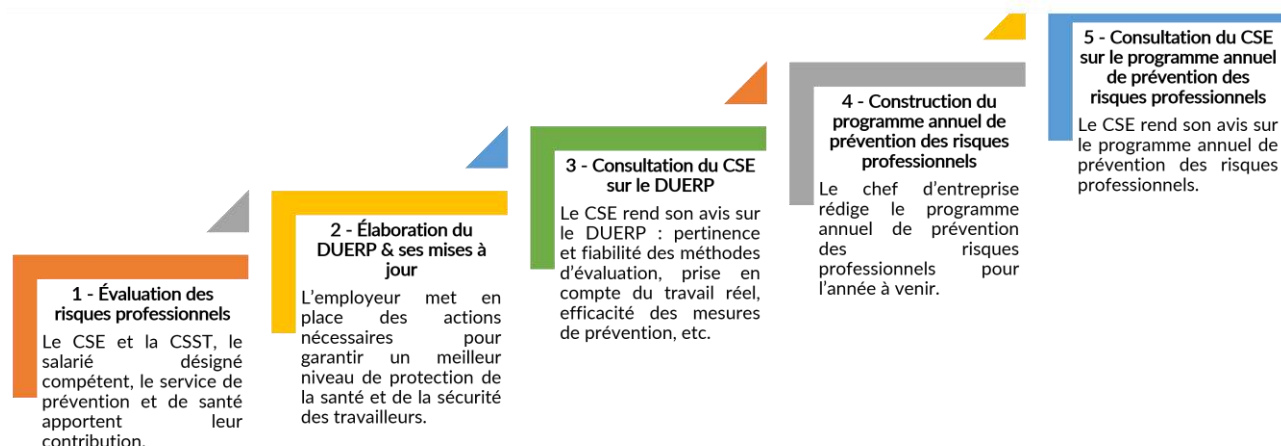 1 - Évaluation des
risques professionnels
Le CSE et la CSST, le
salarié désigné
compétent, le service de
prévention et de santé
apportent leur
contribution.
2 - Élaboration du
DUERP & ses mises à
jour
L'employeur met en
place des actions
nécessaires pour
garantir un meilleur
niveau de protection de
la santé et de la sécurité
des travailleurs.
3 - Consultation du CSE
sur le DUERP
Le CSE rend son avis sur
le DUERP : pertinence
et fiabilité des méthodes
d'évaluation, prise en
compte du travail réel,
efficacité des mesures
de prévention, etc.
4 - Construction du
programme annuel de
prévention des risques
professionnels
Le chef d'entreprise
rédige le programme
annuel de prévention
des risques
professionnels pour
l'année à venir.
5 - Consultation du CSE
sur le programme annuel
de prévention des
risques professionnels
Le CSE rend son avis sur
le programme annuel de
prévention des risques
professionnels.